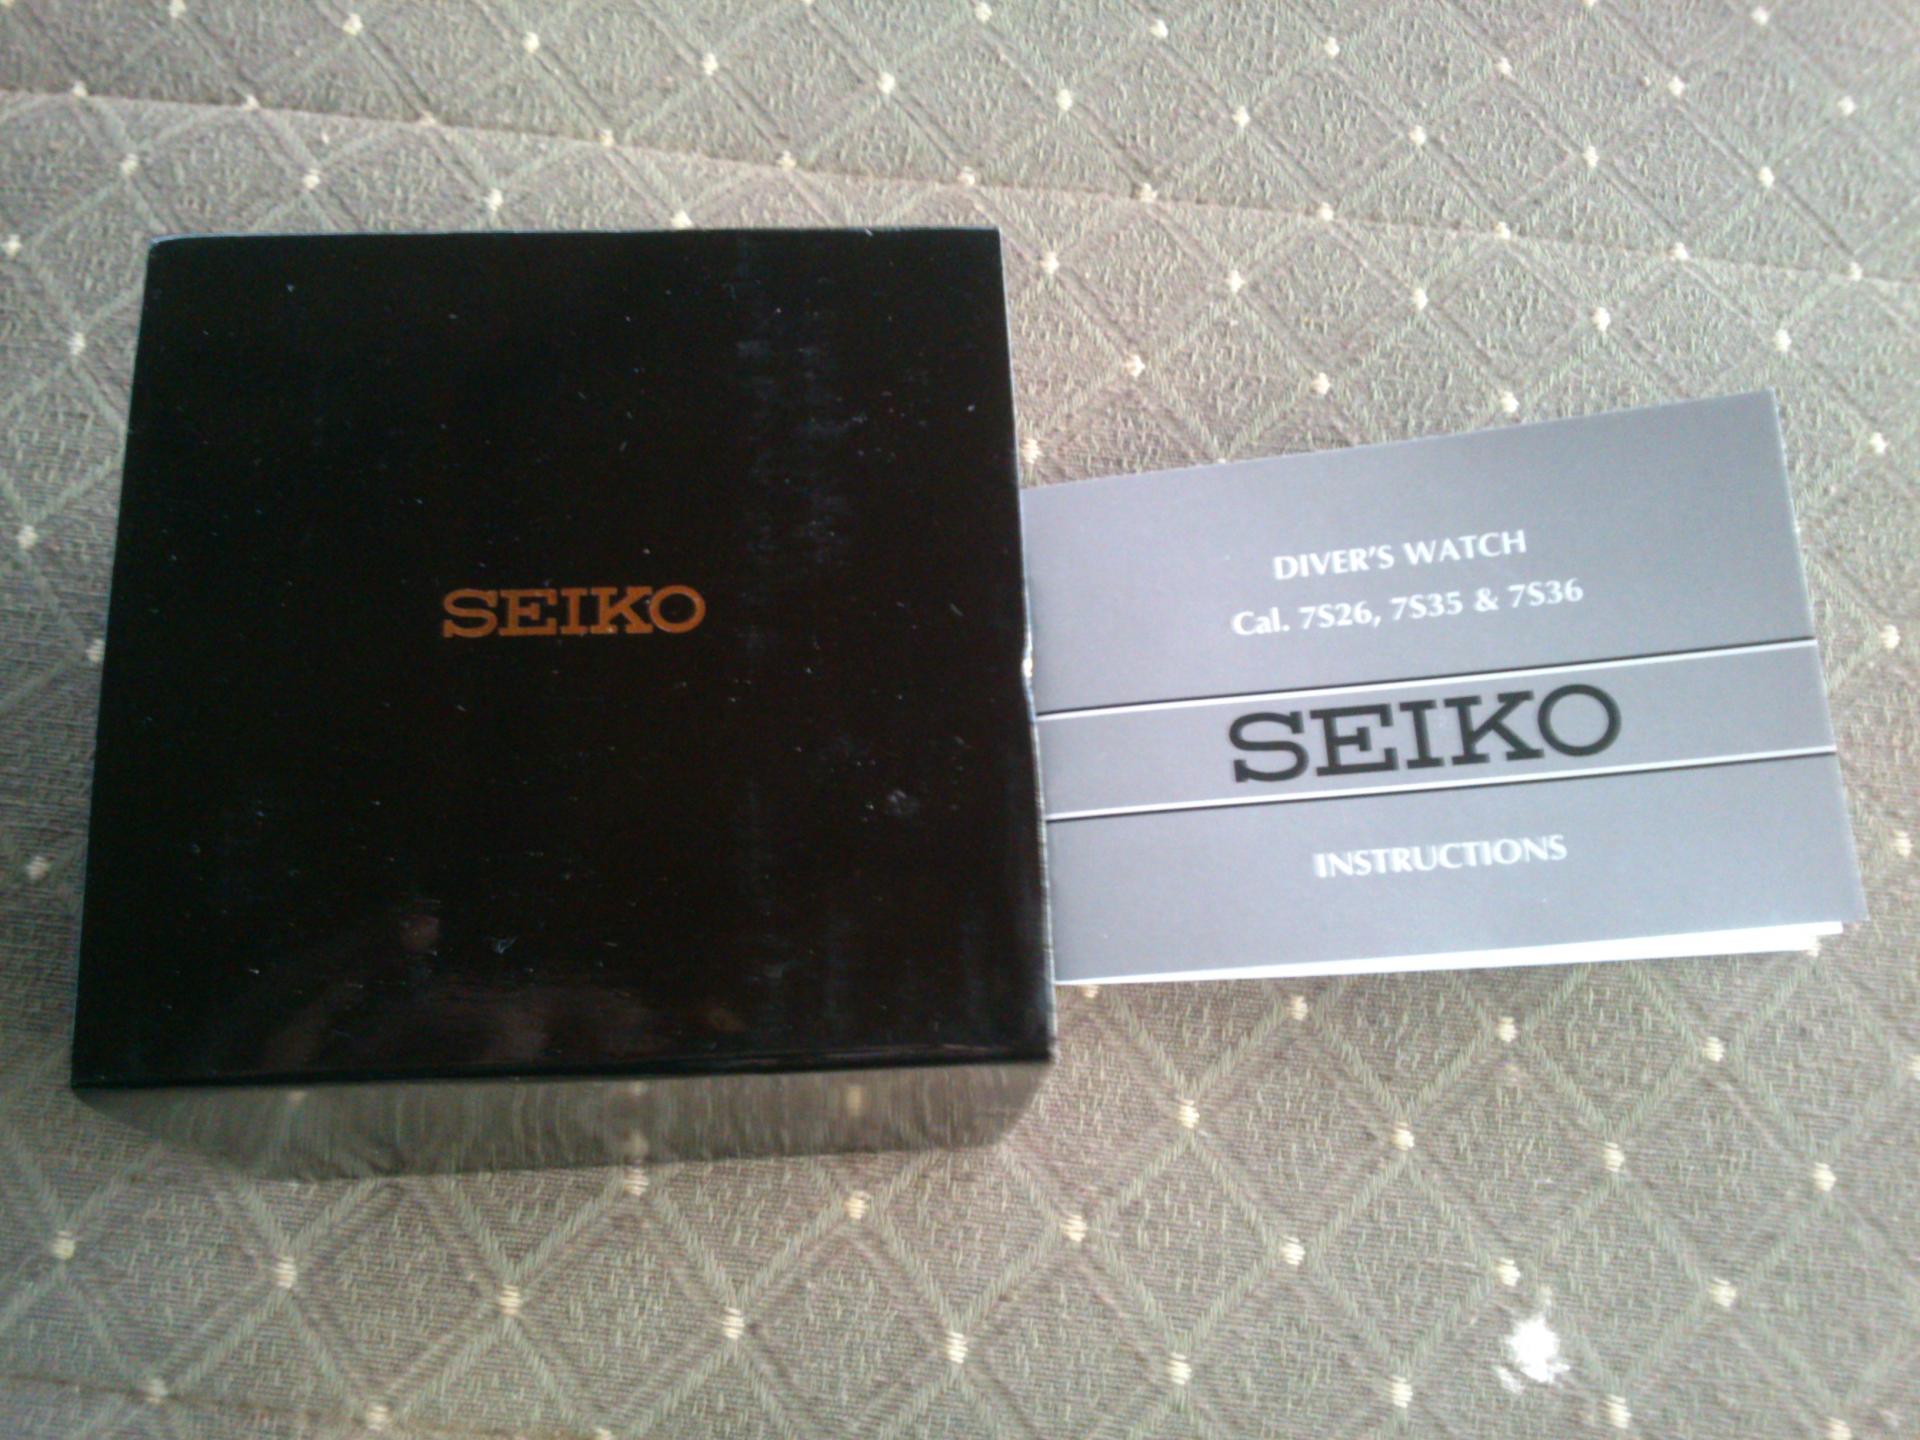 SEIKO
DIVER'S WATCH
Cal. 7S26, 7S35 & 7S36
SEIKO
INSTRUCTIONS